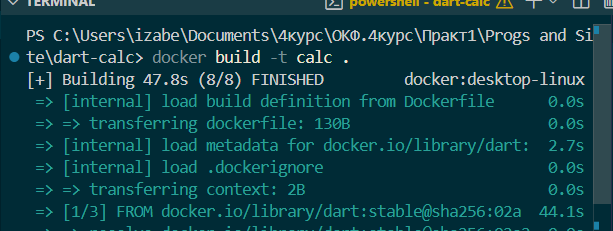 TERMINAL
powershell - dart-calc
PS C:\Users\izabe\Documents\4курс\ОКФ.4курс\Практ1\Progs and Si
te\dart-calc> docker build -t calc .
[+] Building 47.8s (8/8) FINISHED docker:desktop-linux
=> [internal] load build definition from Dockerfile 0.0s
=> => transferring dockerfile: 130B 0.0s
=> [internal] load metadata for docker.io/library/dart: 2.7s
=> [internal] load .dockerignore 0.0s
=> => transferring context: 2B 0.0s
=> [1/3] FROM docker.io/library/dart:stable@sha256:02a 44.1s